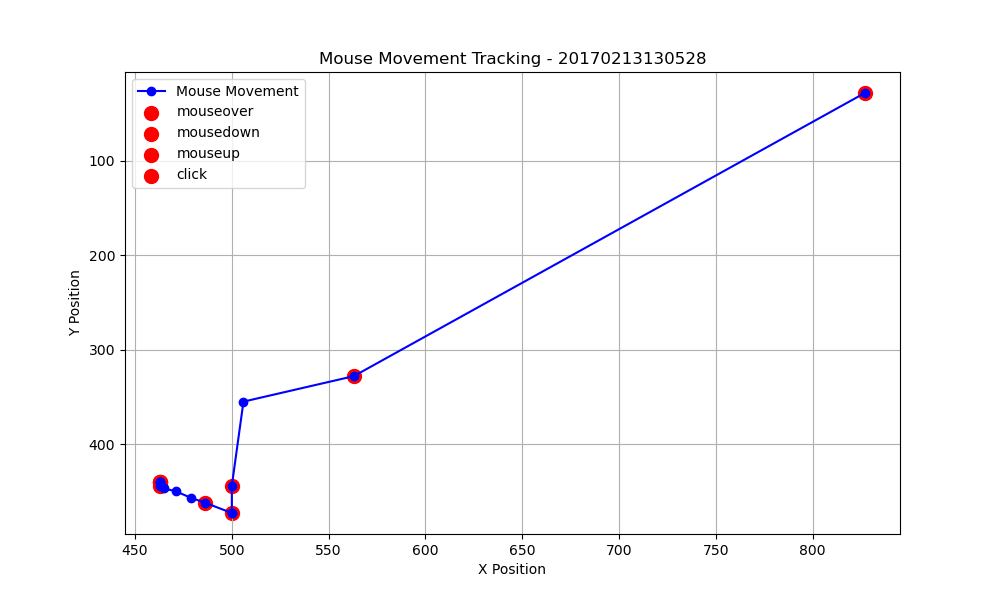 Mouse Movement Tracking - 20170213130528
Mouse Movement
mouseover
mousedown
mouseup
click
100
200
300
400
Y Position
450
500
550
600
650
700
750
800
X Position